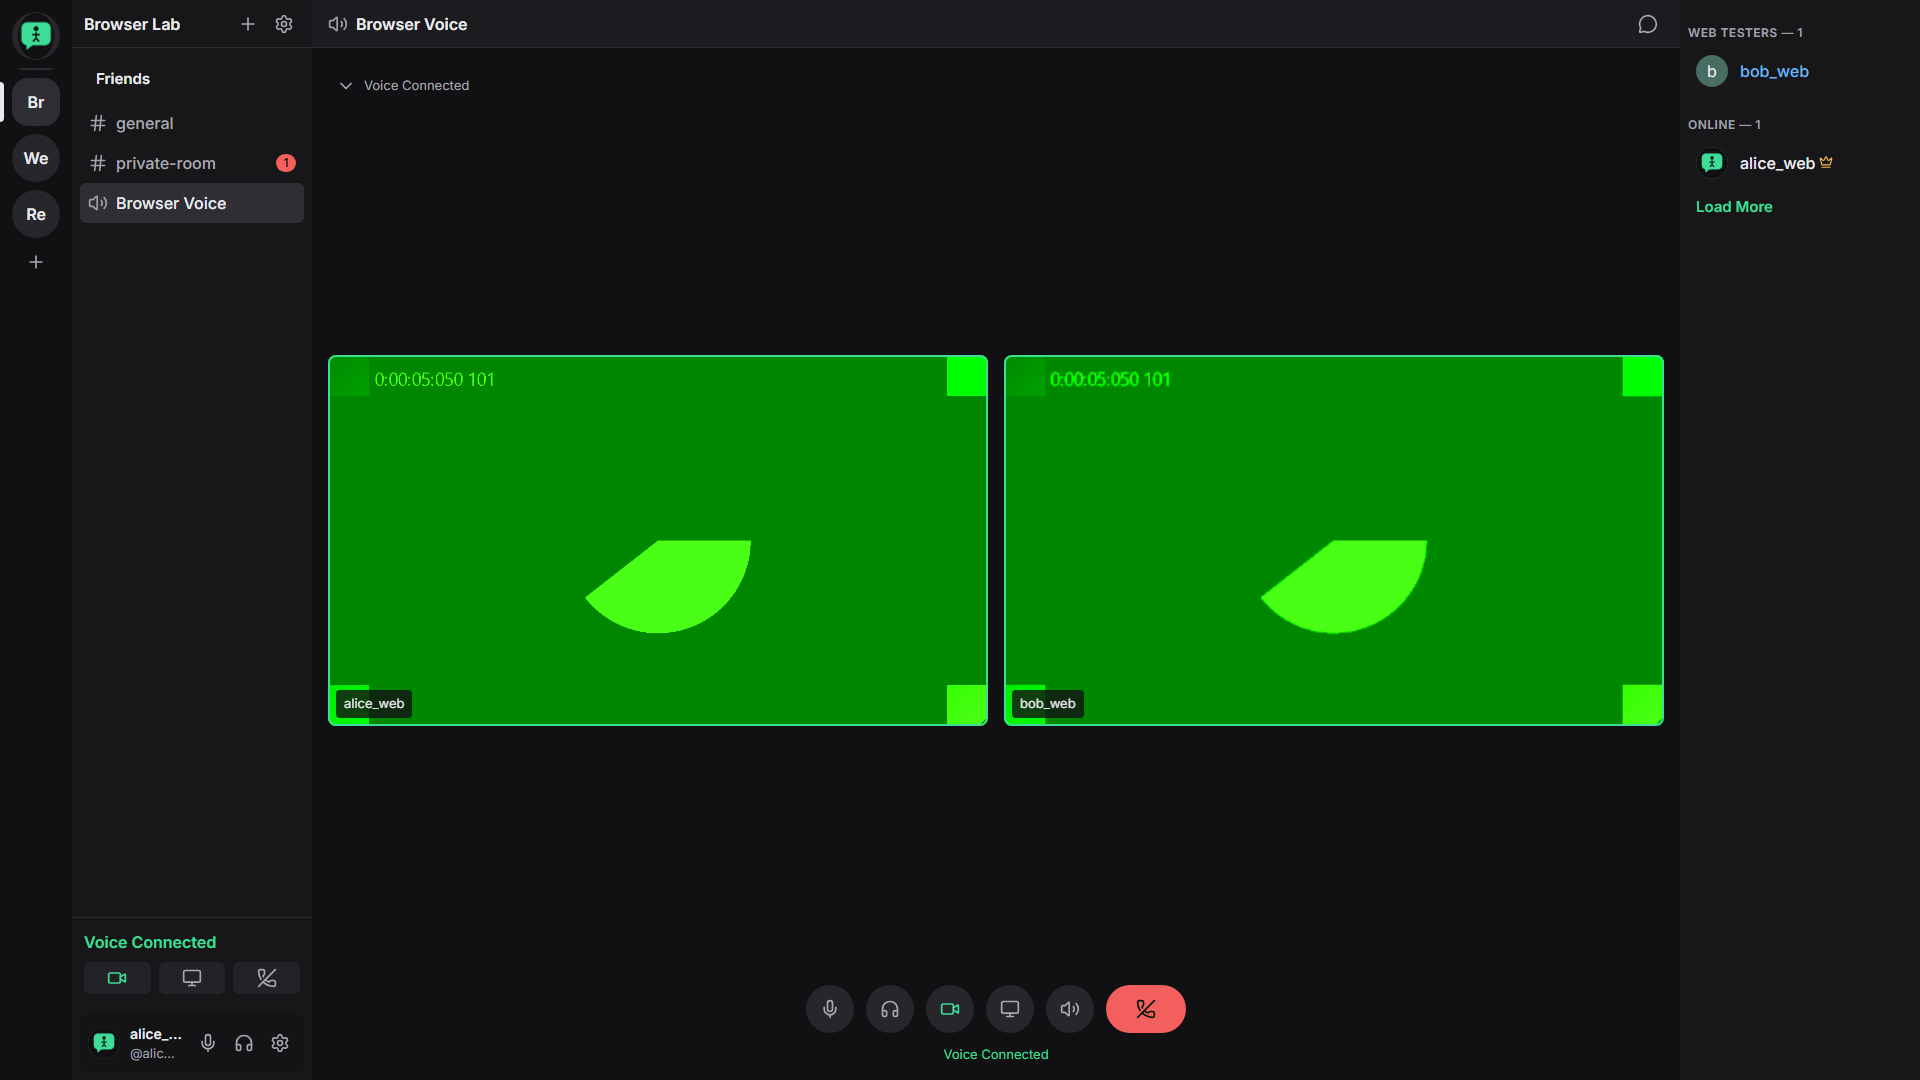 Browser Lab
Br
We
Re
Friends
general
private-room 1
Browser Voice
Voice Connected
alice_...
@alic...
Browser Voice
Voice Connected
0:00:05:050 101
alice_web
0:00:05:050 101
bob_web
Voice Connected
WEB TESTERS — 1
b bob_web
ONLINE — 1
alice_web
Load More